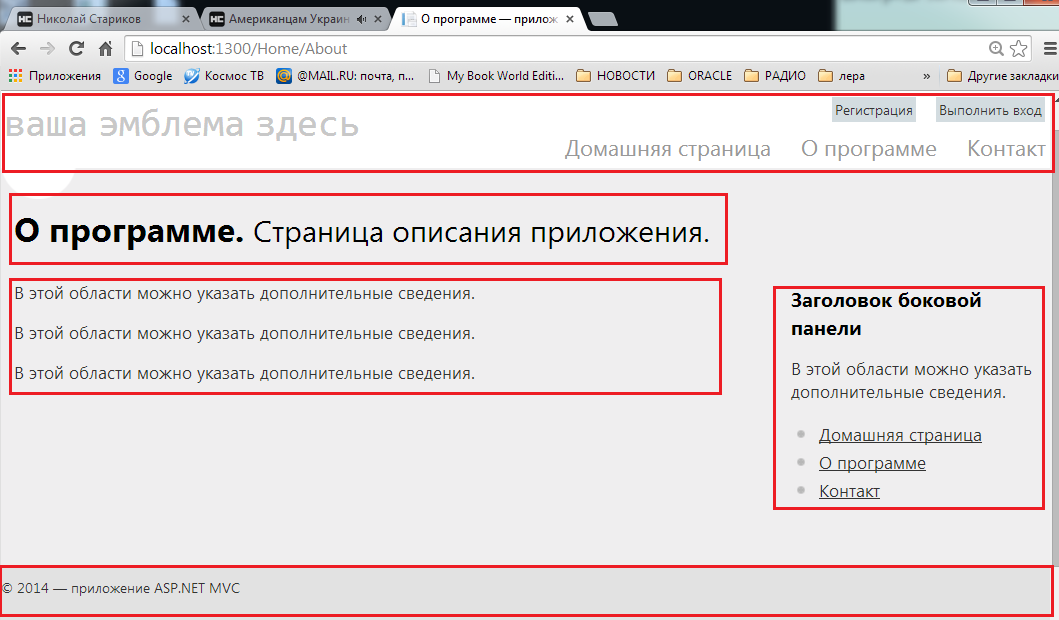 Николай Стариков
Американцам Украин
О программе — прилож
localhost:1300/Home/About
Приложения Google Космос ТВ @MAIL.RU: почта, п... My Book World Editi... НОВОСТИ ORACLE РАДИО лера » Другие закладки
ваша эмблема здесь
Регистрация Выполнить вход
Домашняя страница О программе Контакт
О программе. Страница описания приложения.
В этой области можно указать дополнительные сведения.
В этой области можно указать дополнительные сведения.
В этой области можно указать дополнительные сведения.
Заголовок боковой
панели
В этой области можно указать
дополнительные сведения.
Домашняя страница
О программе
Контакт
© 2014 — приложение ASP.NET MVC